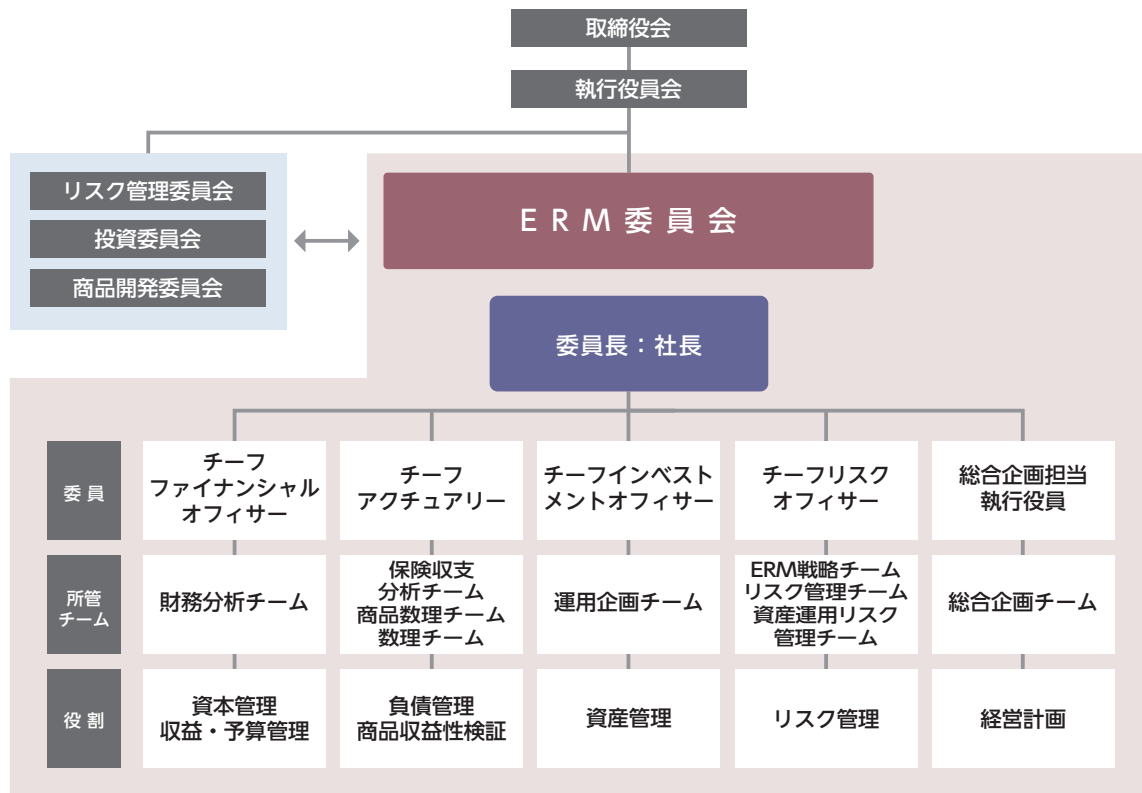 取締役会
執行役員会
リスク管理委員会
投資委員会
商品開発委員会
ERM委員会
委員長：社長
委員
チーフ
ファイナンシャル
オフィサー
チーフ
アクチュアリー
チーフインベスト
メントオフィサー
チーフリスク
オフィサー
総合企画担当
執行役員
所管
チーム
財務分析チーム
保険収支
分析チーム
商品数理チーム
数理チーム
運用企画チーム
ERM戦略チーム
リスク管理チーム
資産運用リスク
管理チーム
総合企画チーム
役割
資本管理
収益・予算管理
負債管理
商品収益性検証
資産管理
リスク管理
経営計画